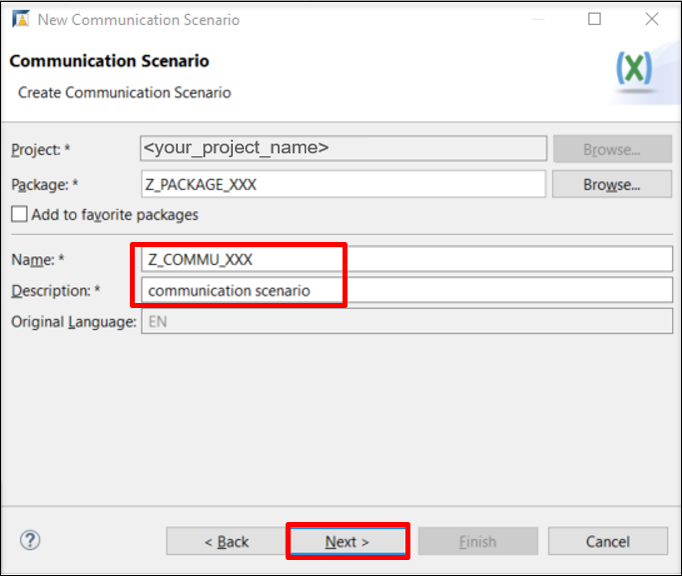 New Communication Scenario
Communication Scenario
Create Communication Scenario
Project: * <your_project_name> Browse...
Package: * Z_PACKAGE_XXX Browse...
Add to favorite packages
Name: * Z_COMMU_XXX
Description: * communication scenario
Original Language: EN
? < Back Next > Finish Cancel